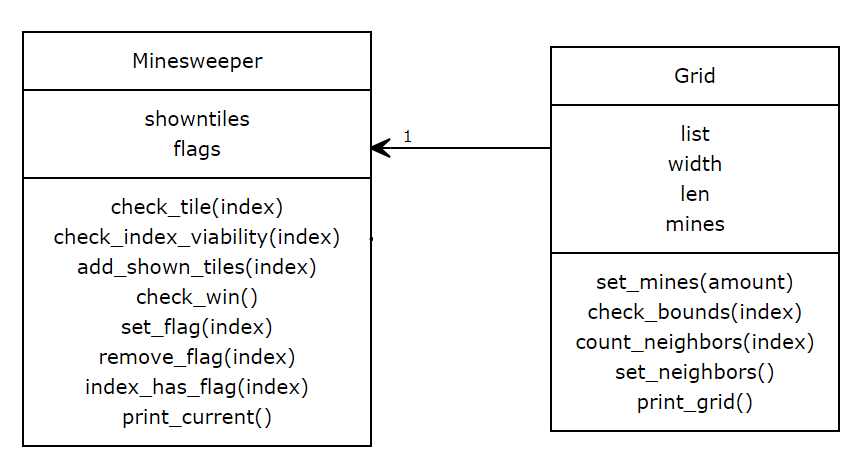 Minesweeper
showntiles
flags
check_tile(index)
check_index_viability(index)
add_shown_tiles(index)
check_win()
set_flag(index)
remove_flag(index)
index_has_flag(index)
print_current()
1
Grid
list
width
len
mines
set_mines(amount)
check_bounds(index)
count_neighbors(index)
set_neighbors()
print_grid()